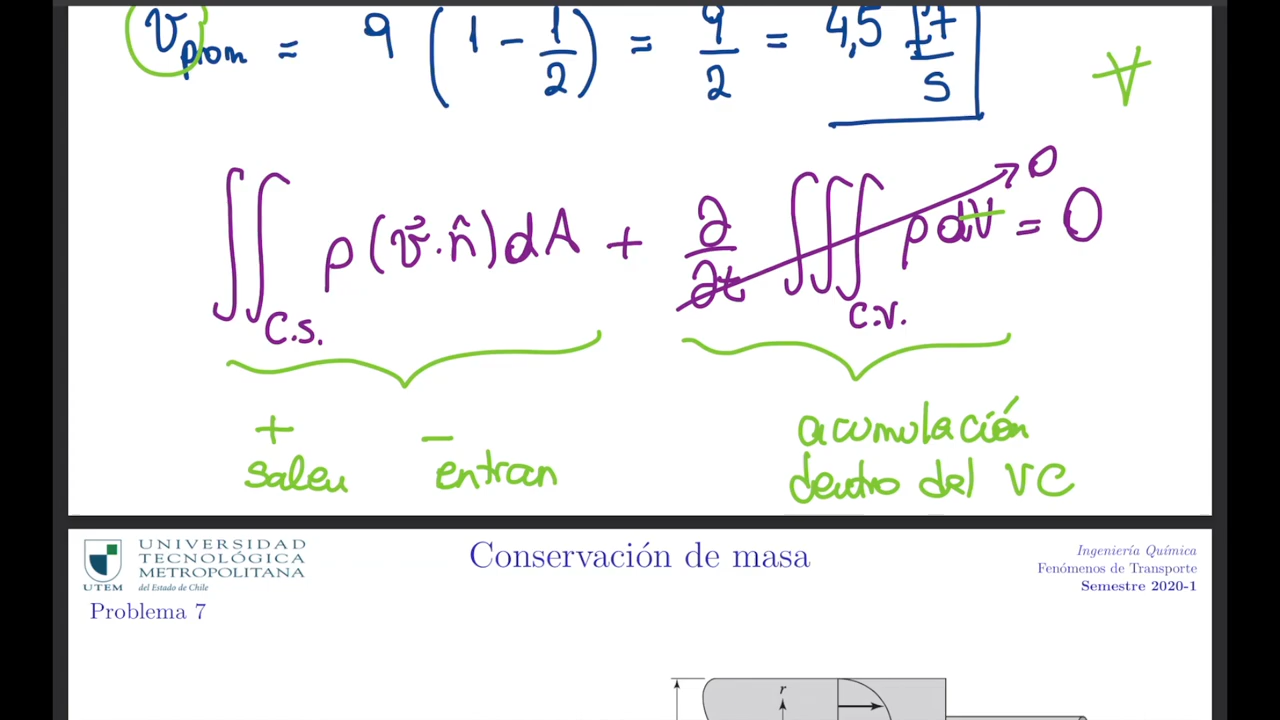 v_prom = 9 ( 1 - 1/2 ) = 9/2 = 4,5 ft/s
V
∬_C.S. ρ(v⃗·n̂)dA + ∂/∂t ∭_C.V. ρdV = 0
0
+ − acumulación
salen entran dentro del VC
UNIVERSIDAD
TECNOLÓGICA
METROPOLITANA
del Estado de Chile
UTEM
Conservación de masa
Ingeniería Química
Fenómenos de Transporte
Semestre 2020-1
Problema 7
r